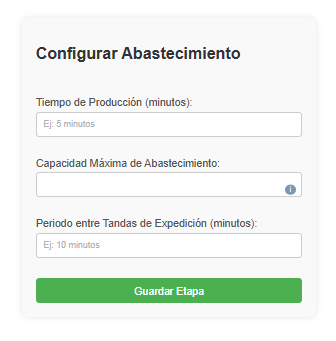 Configurar Abastecimiento
Tiempo de Producción (minutos):
Ej: 5 minutos
Capacidad Máxima de Abastecimiento:
i
Periodo entre Tandas de Expedición (minutos):
Ej: 10 minutos
Guardar Etapa